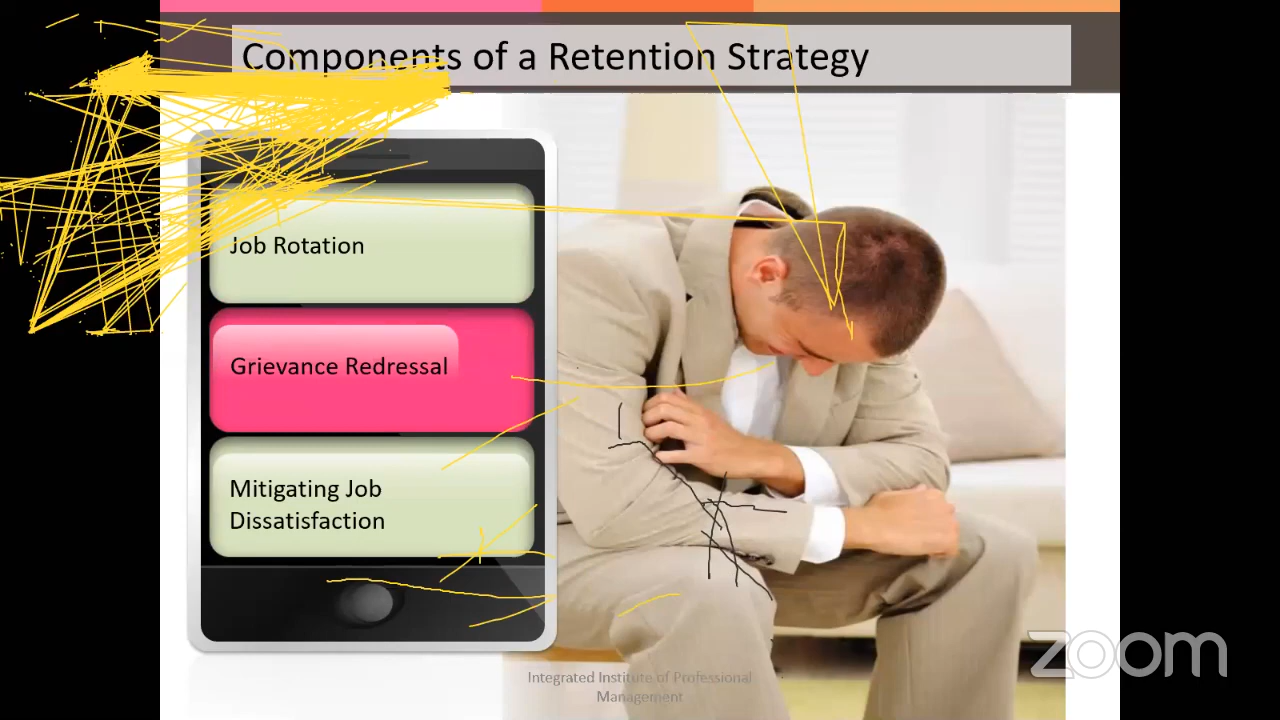 Components of a Retention Strategy
Job Rotation
Grievance Redressal
Mitigating Job
Dissatisfaction
Integrated Institute of Professional
Management
zoom